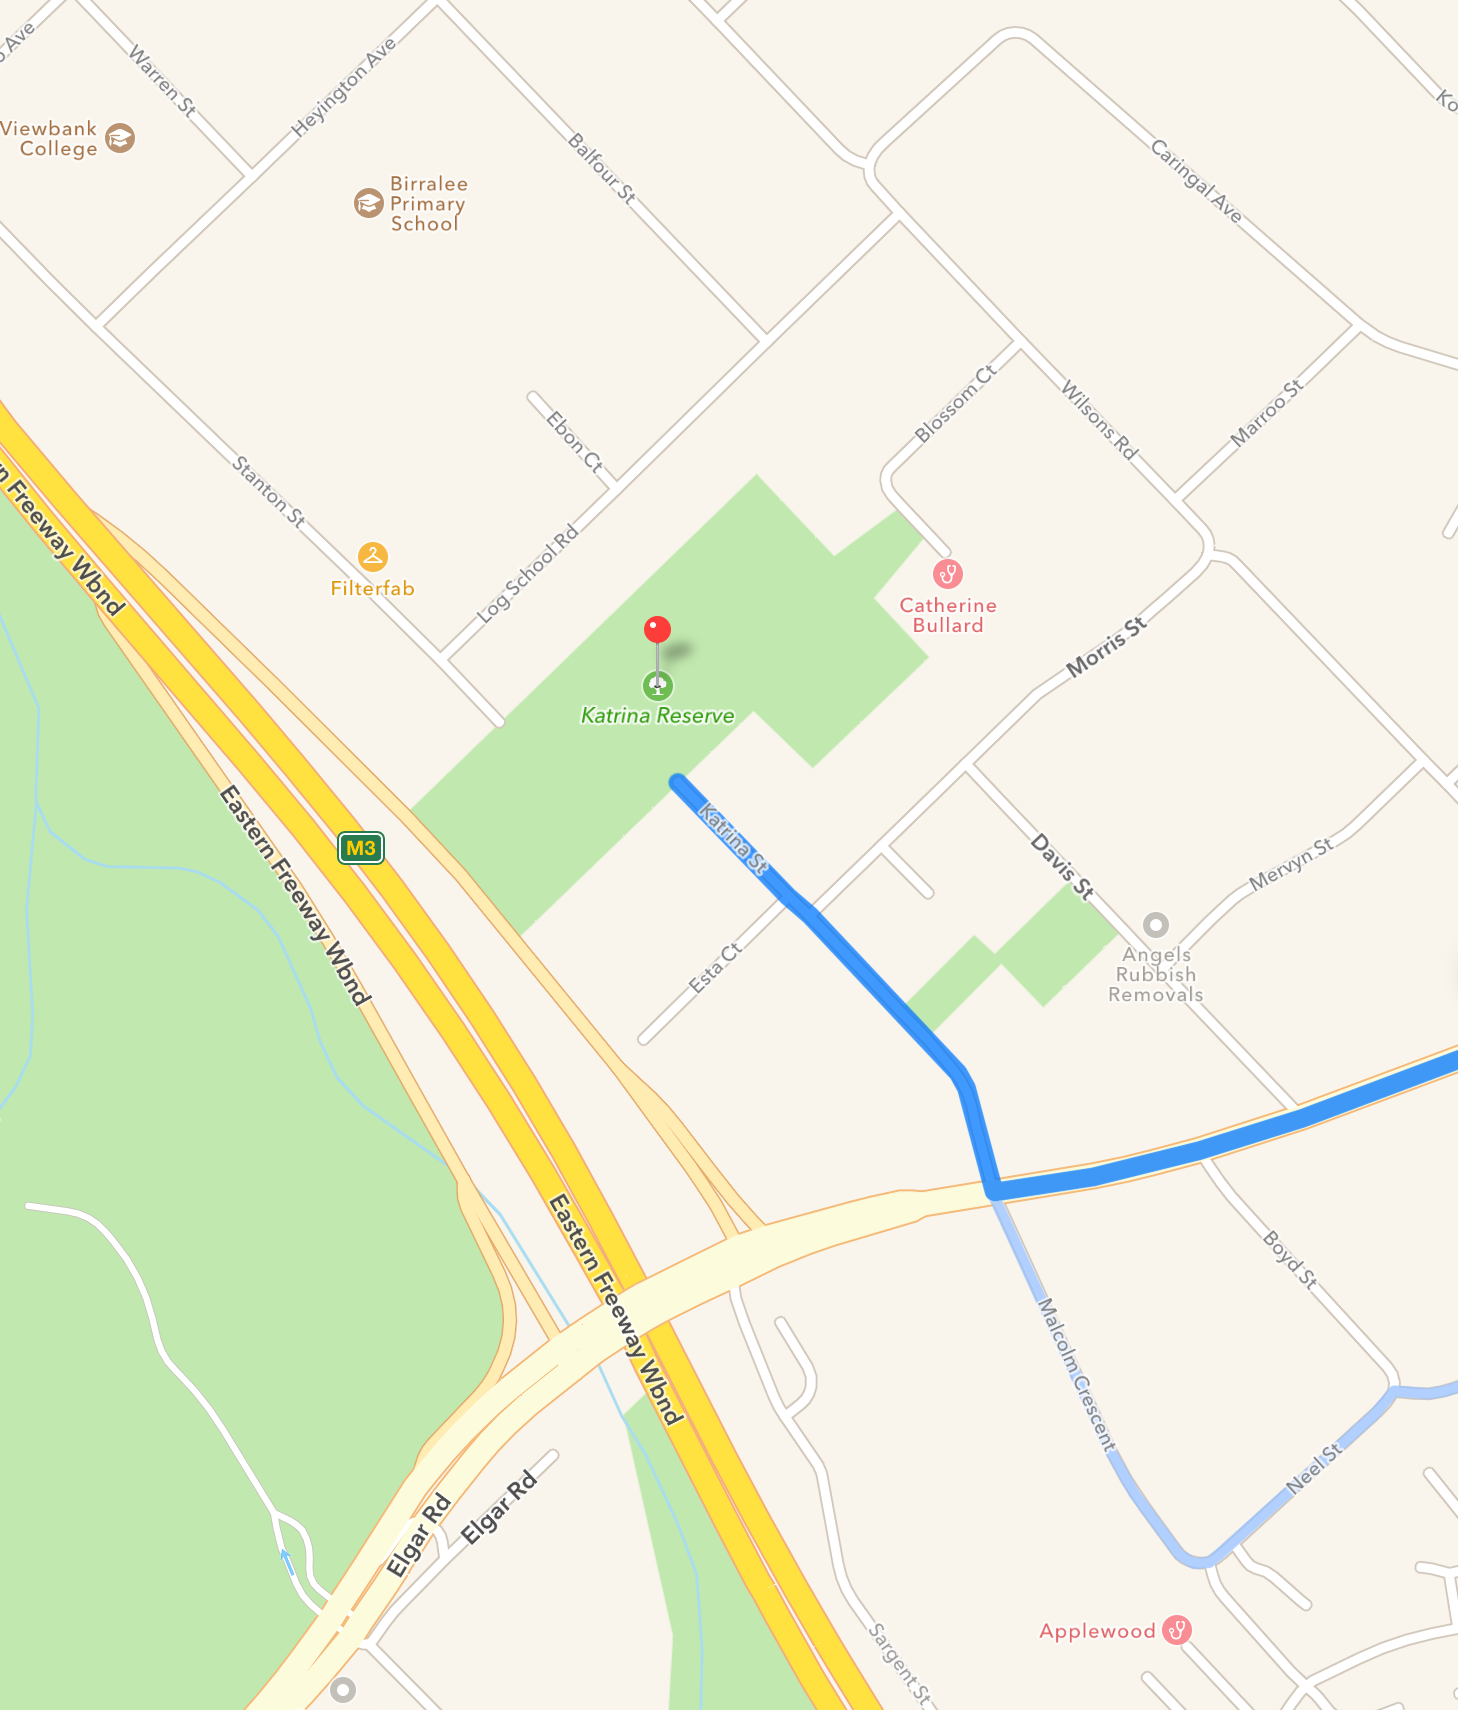 Ave
Warren St
Heyington Ave
Viewbank
College
Birralee
Primary
School
Balfour St
Caringal Ave
Blossom Ct
Wilsons Rd
Marroo St
Ebon Ct
Stanton St
Log School Rd
Filterfab
Catherine
Bullard
Freeway Wbnd
Morris St
Katrina Reserve
Eastern Freeway Wbnd
M3
Katrina St
Davis St
Mervyn St
Esta Ct
Angels
Rubbish
Removals
Eastern Freeway Wbnd
Boyd St
Malcolm Crescent
Neel St
Elgar Rd
Elgar Rd
Applewood
Sargent St